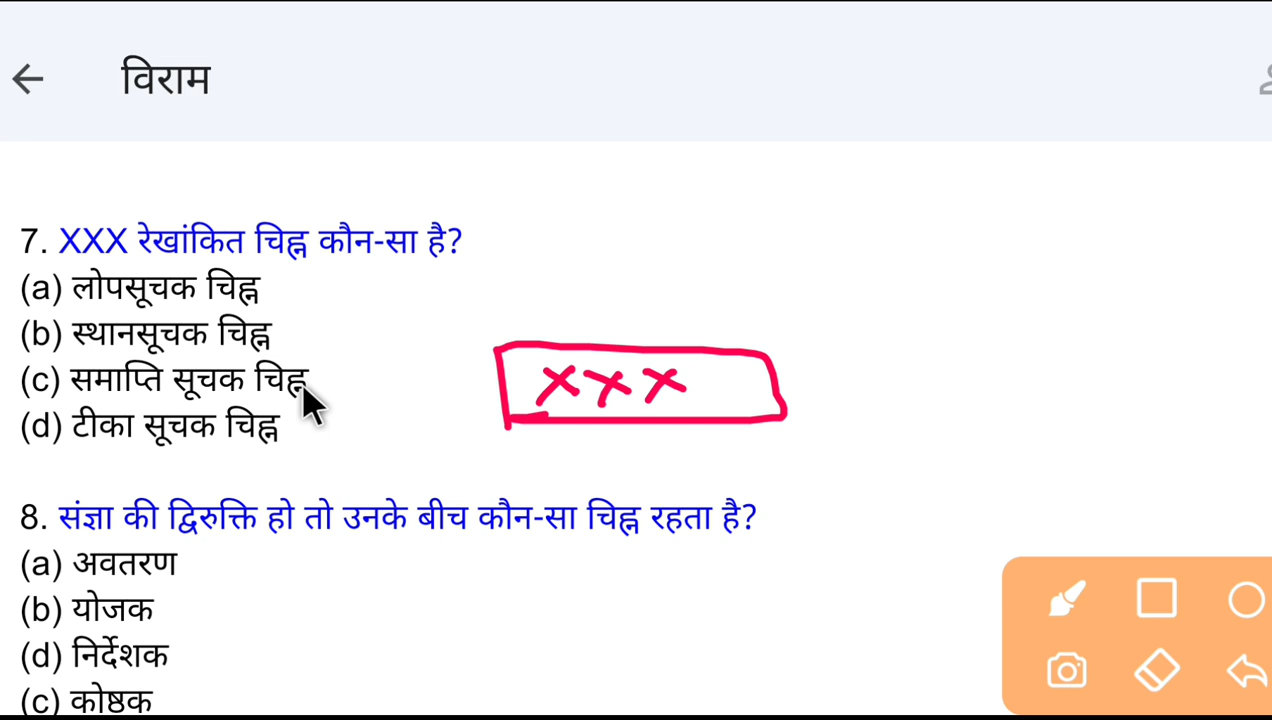 विराम
7. XXX रेखांकित चिह्न कौन-सा है?
(a) लोपसूचक चिह्न
(b) स्थानसूचक चिह्न
(c) समाप्ति सूचक चिह्न
(d) टीका सूचक चिह्न
xxx
8. संज्ञा की द्विरुक्ति हो तो उनके बीच कौन-सा चिह्न रहता है?
(a) अवतरण
(b) योजक
(d) निर्देशक
(c) कोष्ठक